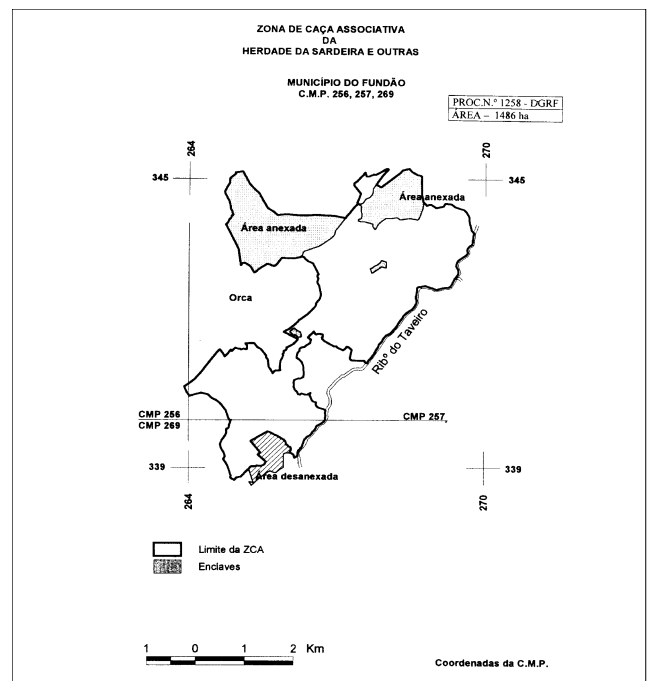 ZONA DE CAÇA ASSOCIATIVA
DA
HERDADE DA SARDEIRA E OUTRAS
MUNICÍPIO DO FUNDÃO
C.M.P. 256, 257, 269
PROC.N.º 1258 - DGRF
ÁREA – 1486 ha
264
270
345
345
Área anexada
Área anexada
Orca
Ribº do Taveiro
CMP 256
CMP 257
CMP 269
339
339
Área desanexada
264
270
Limite da ZCA
Enclaves
1 0 1 2 Km
Coordenadas da C.M.P.